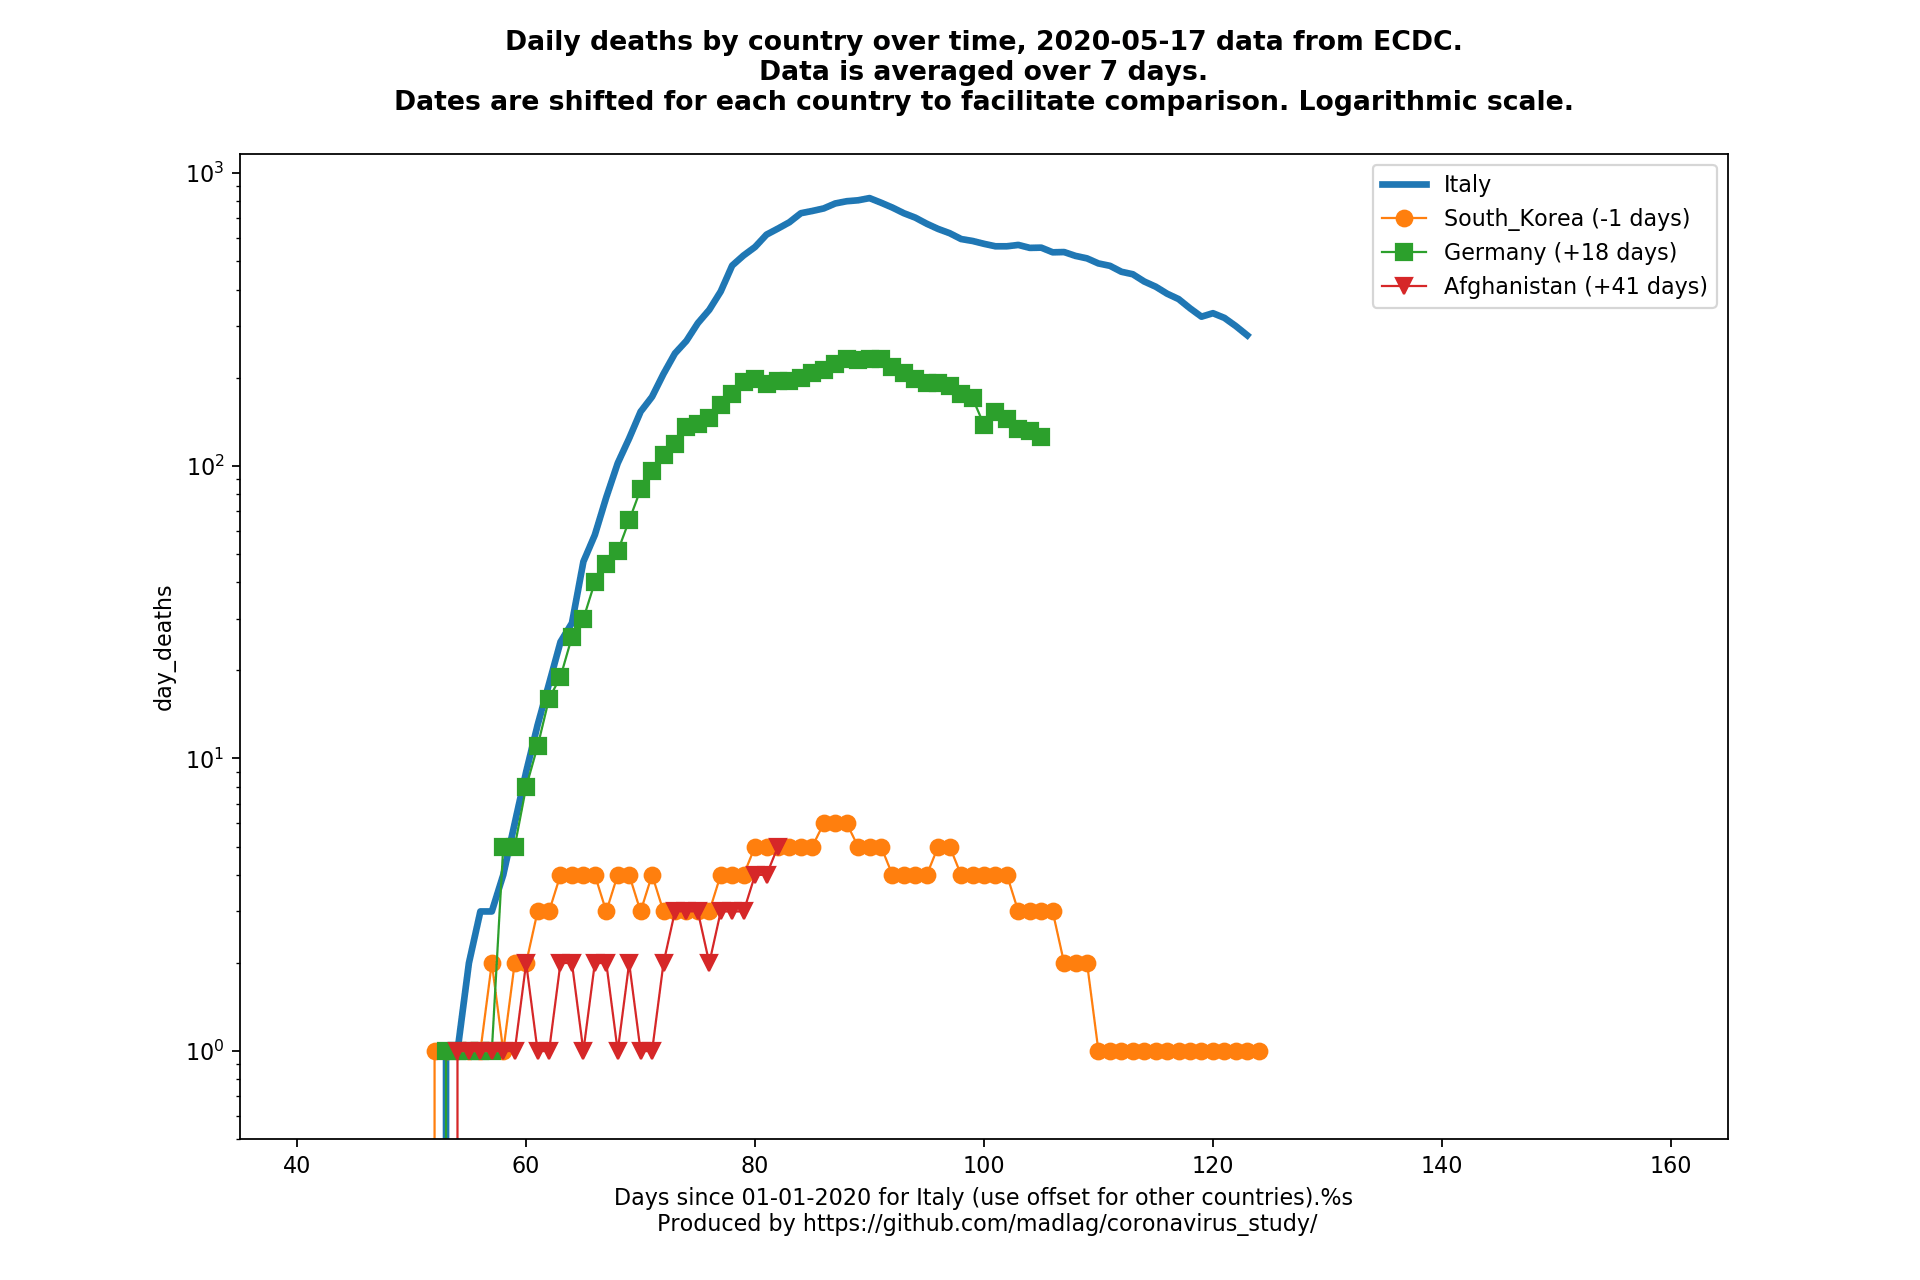 Daily deaths by country over time, 2020-05-17 data from ECDC.
Data is averaged over 7 days.
Dates are shifted for each country to facilitate comparison. Logarithmic scale.
10³
10²
10¹
10⁰
day_deaths
Italy
South_Korea (-1 days)
Germany (+18 days)
Afghanistan (+41 days)
40 60 80 100 120 140 160
Days since 01-01-2020 for Italy (use offset for other countries).%s
Produced by https://github.com/madlag/coronavirus_study/